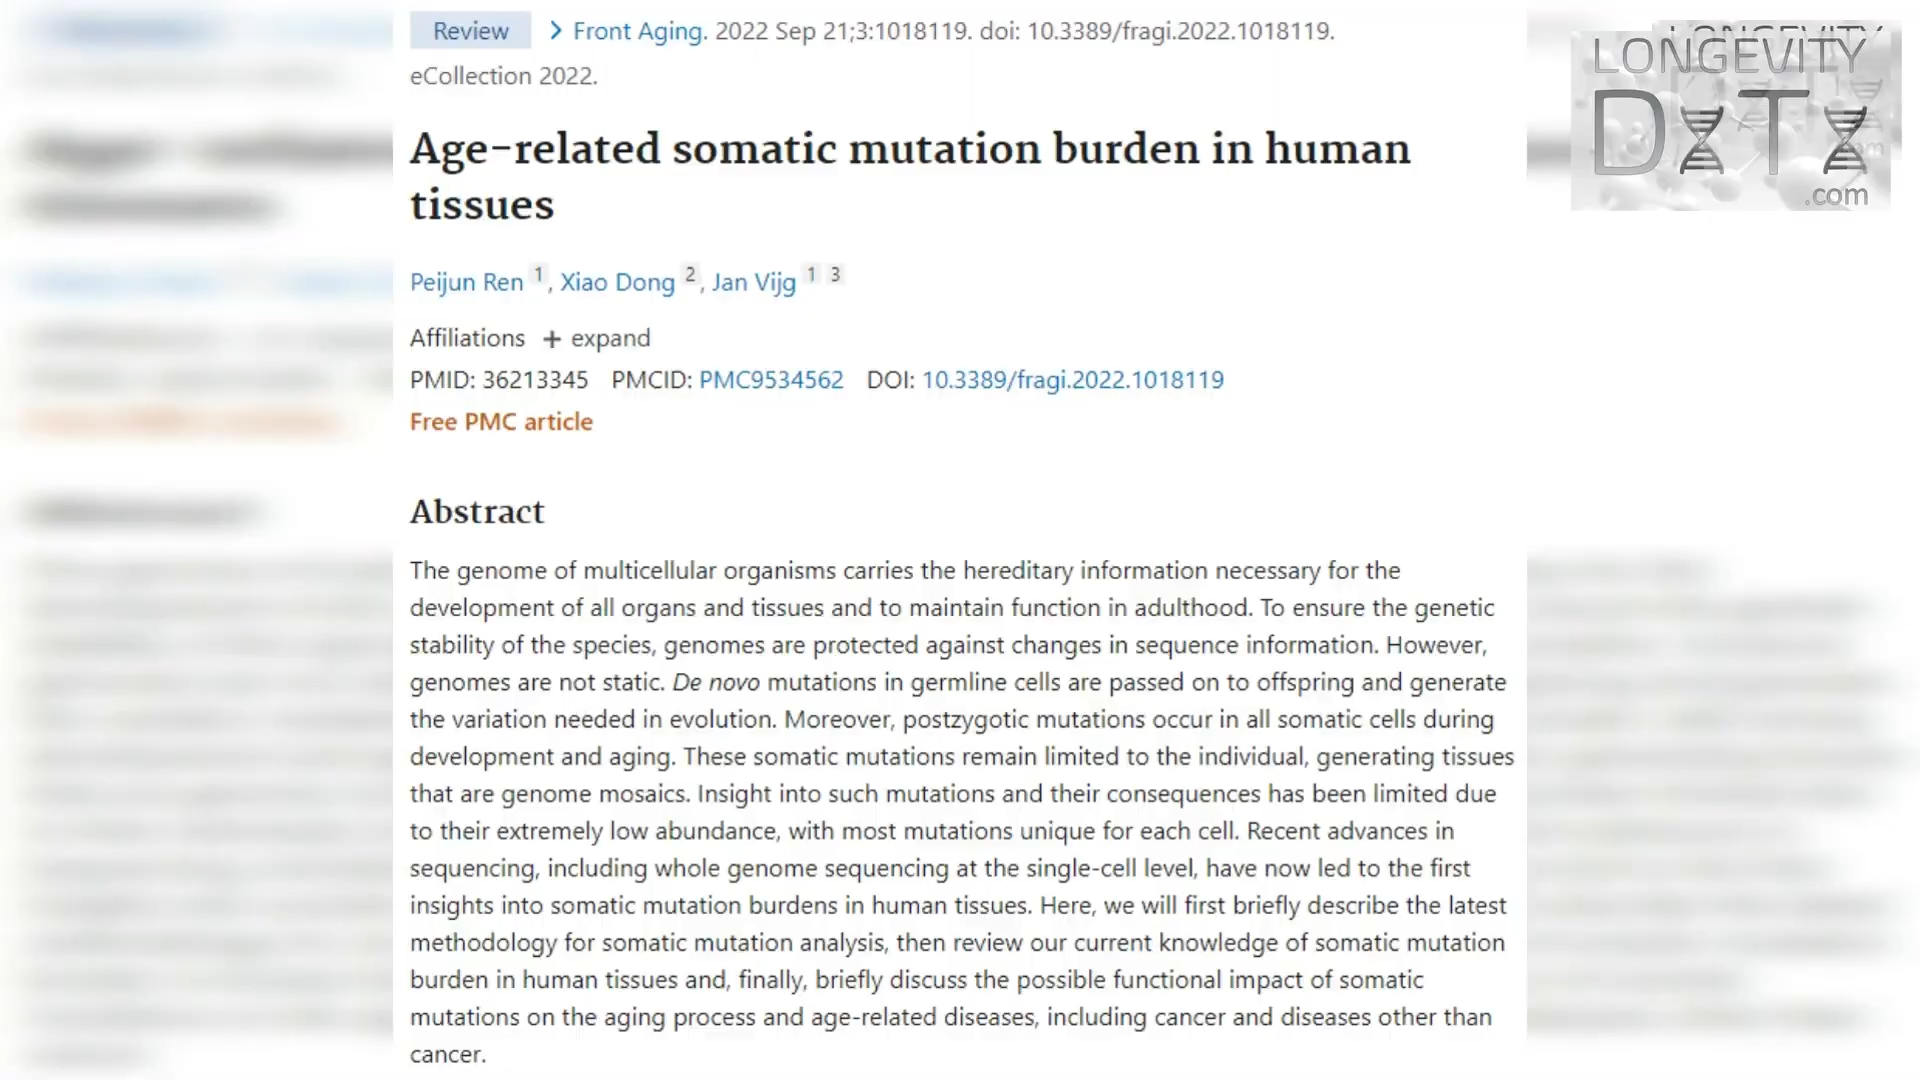 Review > Front Aging. 2022 Sep 21;3:1018119. doi: 10.3389/fragi.2022.1018119.
eCollection 2022.
Age-related somatic mutation burden in human
tissues
Peijun Ren 1, Xiao Dong 2, Jan Vijg 1 3
Affiliations + expand
PMID: 36213345 PMCID: PMC9534562 DOI: 10.3389/fragi.2022.1018119
Free PMC article
Abstract
The genome of multicellular organisms carries the hereditary information necessary for the
development of all organs and tissues and to maintain function in adulthood. To ensure the genetic
stability of the species, genomes are protected against changes in sequence information. However,
genomes are not static. De novo mutations in germline cells are passed on to offspring and generate
the variation needed in evolution. Moreover, postzygotic mutations occur in all somatic cells during
development and aging. These somatic mutations remain limited to the individual, generating tissues
that are genome mosaics. Insight into such mutations and their consequences has been limited due
to their extremely low abundance, with most mutations unique for each cell. Recent advances in
sequencing, including whole genome sequencing at the single-cell level, have now led to the first
insights into somatic mutation burdens in human tissues. Here, we will first briefly describe the latest
methodology for somatic mutation analysis, then review our current knowledge of somatic mutation
burden in human tissues and, finally, briefly discuss the possible functional impact of somatic
mutations on the aging process and age-related diseases, including cancer and diseases other than
cancer.
LONGEVITY
DATA
.com